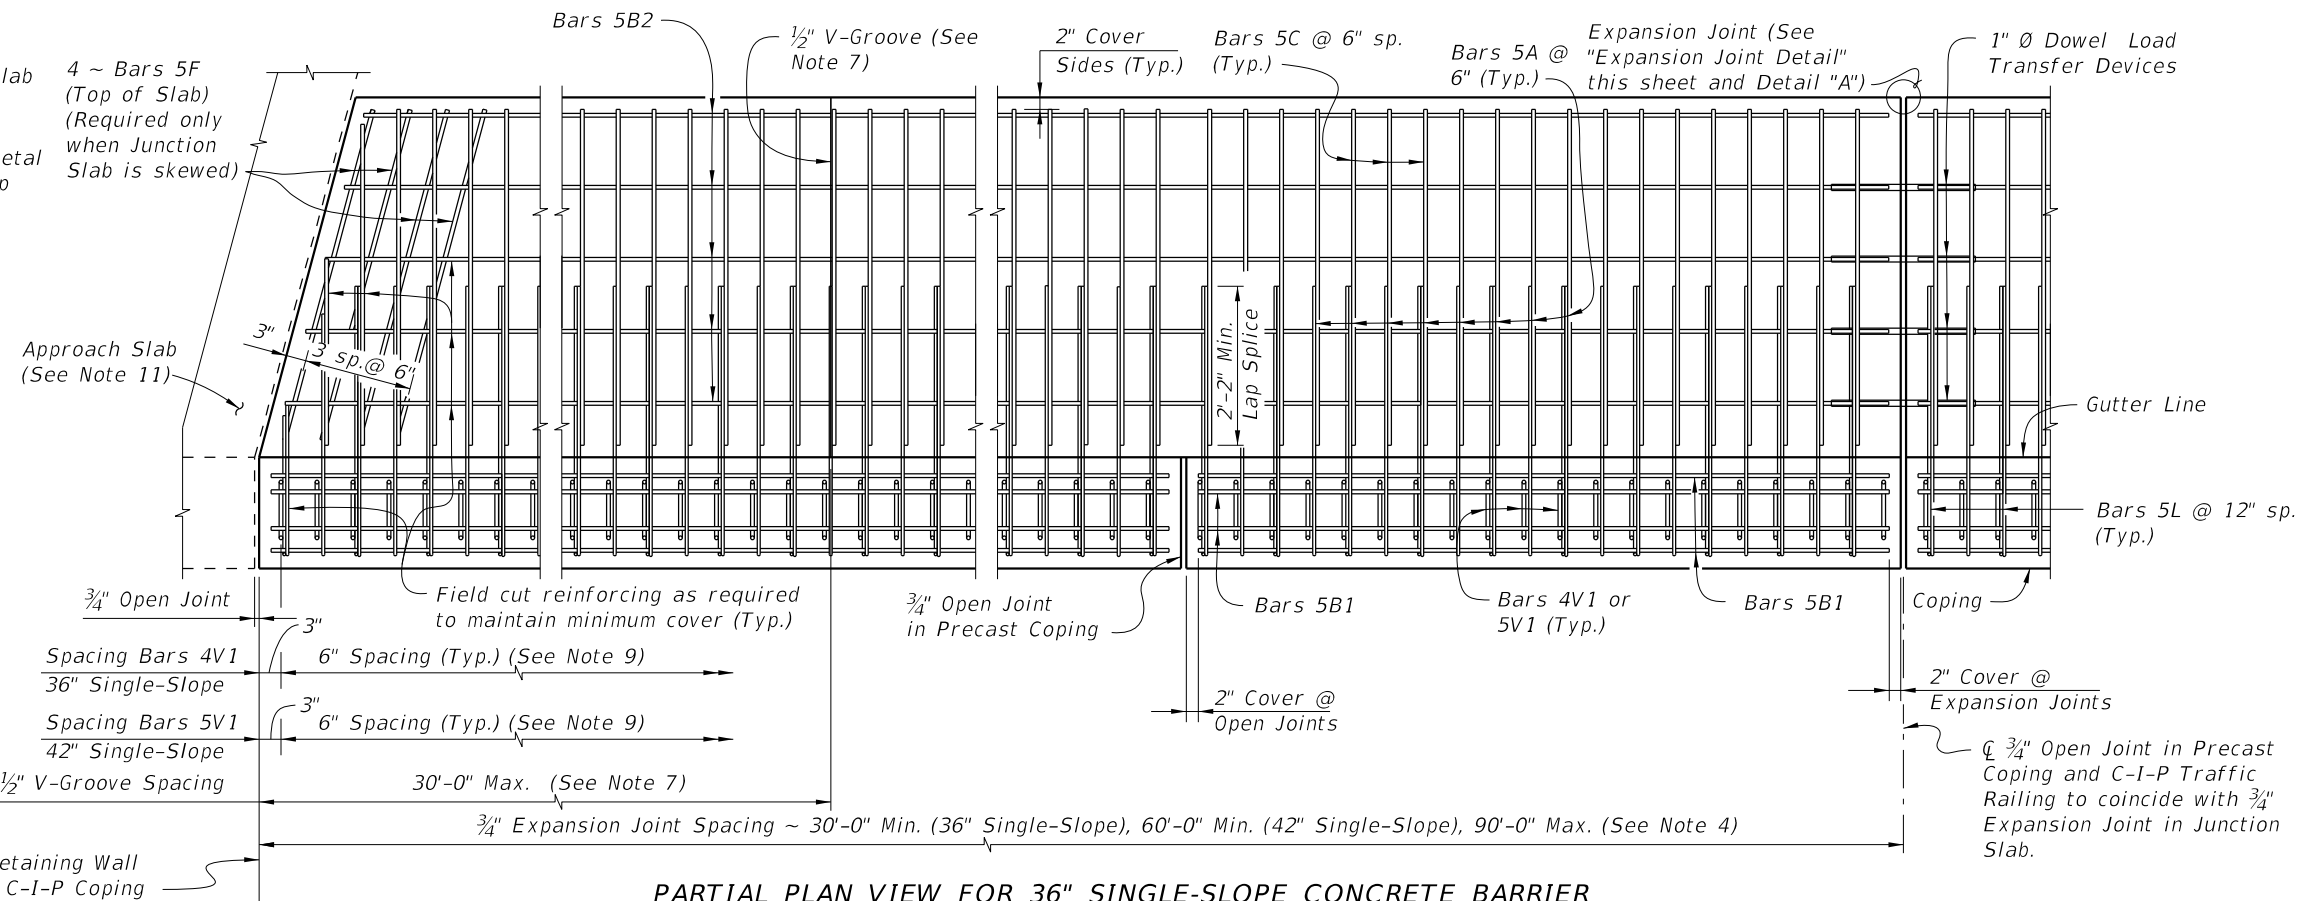 Bars 5B2
½" V-Groove (See
Note 7)
2" Cover
Sides (Typ.)
Bars 5C @ 6" sp.
(Typ.)
Bars 5A @
6" (Typ.)
Expansion Joint (See
"Expansion Joint Detail"
this sheet and Detail "A")
1" Ø Dowel Load
Transfer Devices
lab
etal
p
4 ~ Bars 5F
(Top of Slab)
(Required only
when Junction
Slab is skewed)
3"
3 sp.@ 6"
Approach Slab
(See Note 11)
2'-2" Min.
Lap Splice
Gutter Line
Bars 5L @ 12" sp.
(Typ.)
¾" Open Joint
Field cut reinforcing as required
to maintain minimum cover (Typ.)
¾" Open Joint
in Precast Coping
Bars 5B1
Bars 4V1 or
5V1 (Typ.)
Bars 5B1
Coping
3"
Spacing Bars 4V1
36" Single-Slope
6" Spacing (Typ.) (See Note 9)
3"
Spacing Bars 5V1
42" Single-Slope
6" Spacing (Typ.) (See Note 9)
2" Cover @
Open Joints
2" Cover @
Expansion Joints
℄ ¾" Open Joint in Precast
Coping and C-I-P Traffic
Railing to coincide with ¾"
Expansion Joint in Junction
Slab.
½" V-Groove Spacing
30'-0" Max. (See Note 7)
¾" Expansion Joint Spacing ~ 30'-0" Min. (36" Single-Slope), 60'-0" Min. (42" Single-Slope), 90'-0" Max. (See Note 4)
etaining Wall
C-I-P Coping
PARTIAL PLAN VIEW FOR 36" SINGLE-SLOPE CONCRETE BARRIER